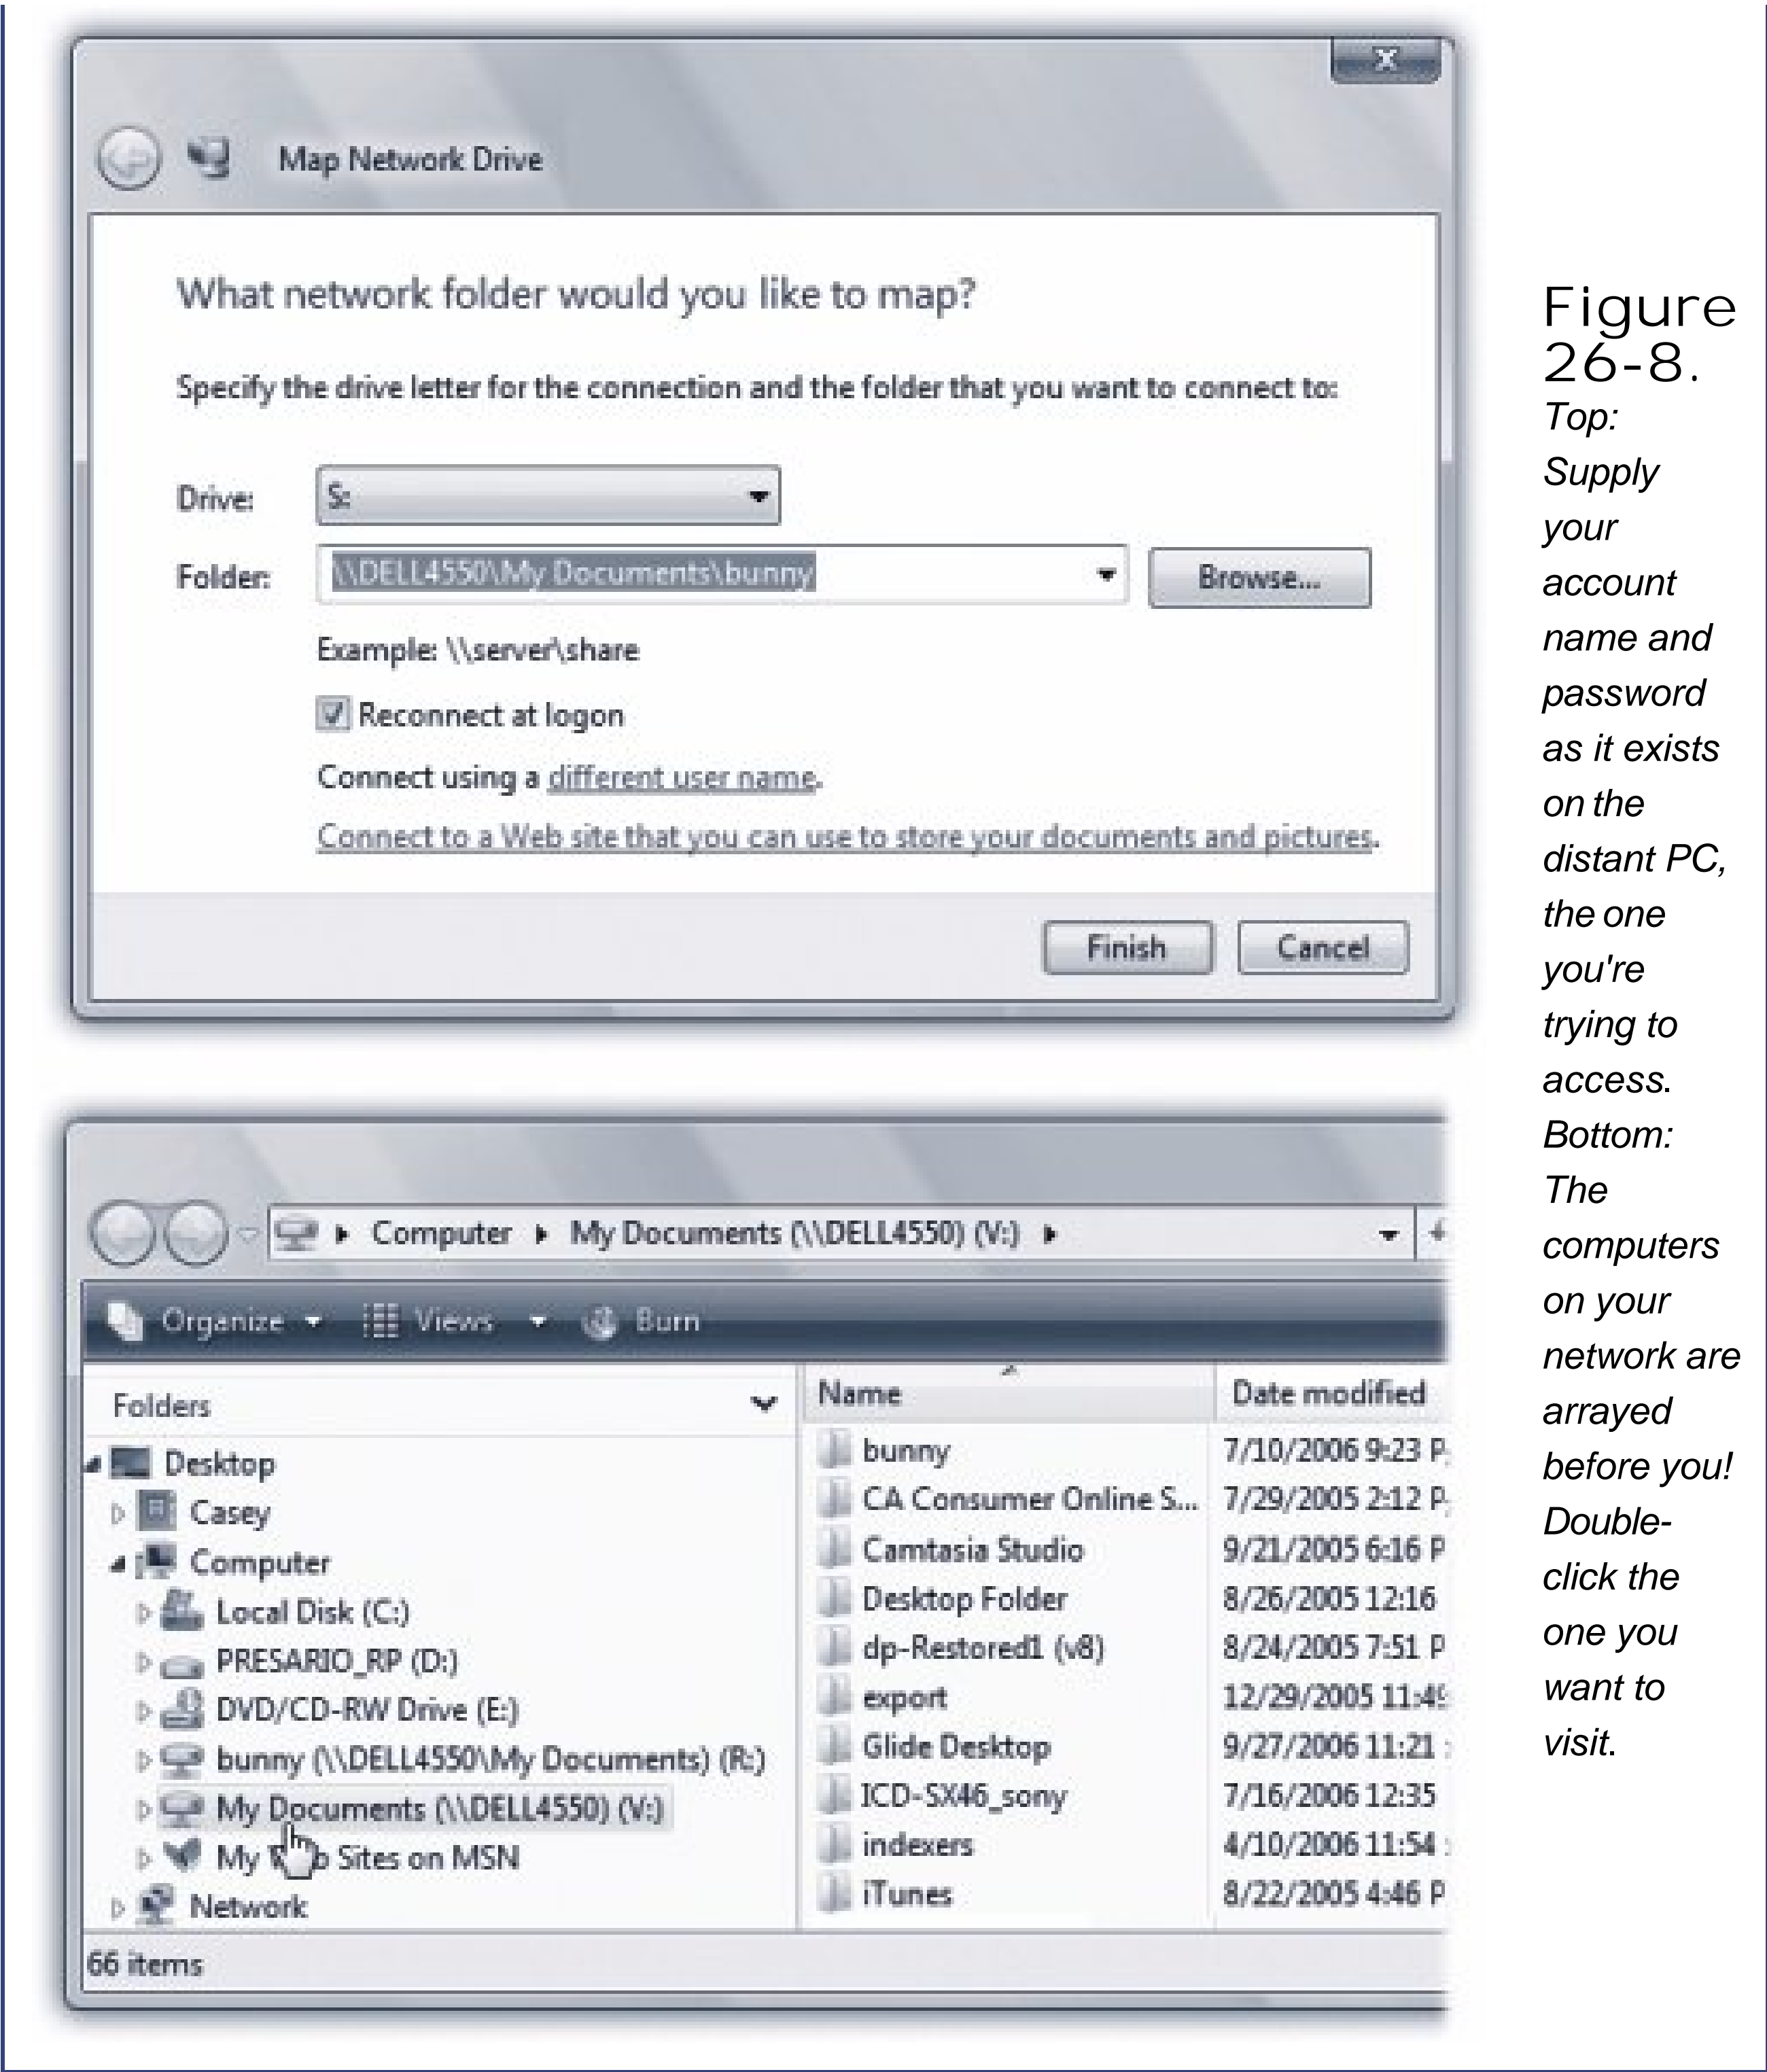 x
Map Network Drive
What network folder would you like to map?
Specify the drive letter for the connection and the folder that you want to connect to:
Drive: S:
Folder: \\DELL4550\My Documents\bunny Browse...
Example: \\server\share
Reconnect at logon
Connect using a different user name.
Connect to a Web site that you can use to store your documents and pictures.
Finish Cancel
Computer My Documents (\\DELL4550) (V:)
Organize Views Burn
Folders
Desktop
Casey
Computer
Local Disk (C:)
PRESARIO_RP (D:)
DVD/CD-RW Drive (E:)
bunny (\\DELL4550\My Documents) (R:)
My Documents (\\DELL4550) (V:)
My Sites on MSN
Network
Name Date modified
bunny 7/10/2006 9:23 P
CA Consumer Online S... 7/29/2005 2:12 P
Camtasia Studio 9/21/2005 6:16 P
Desktop Folder 8/26/2005 12:16
dp-Restored1 (v8) 8/24/2005 7:51 P
export 12/29/2005 11:49
Glide Desktop 9/27/2006 11:21
ICD-SX46_sony 7/16/2006 12:35
indexers 4/10/2006 11:54
iTunes 8/22/2005 4:46 P
66 items
Figure
26-8.
Top:
Supply
your
account
name and
password
as it exists
on the
distant PC,
the one
you're
trying to
access.
Bottom:
The
computers
on your
network are
arrayed
before you!
Double-
click the
one you
want to
visit.